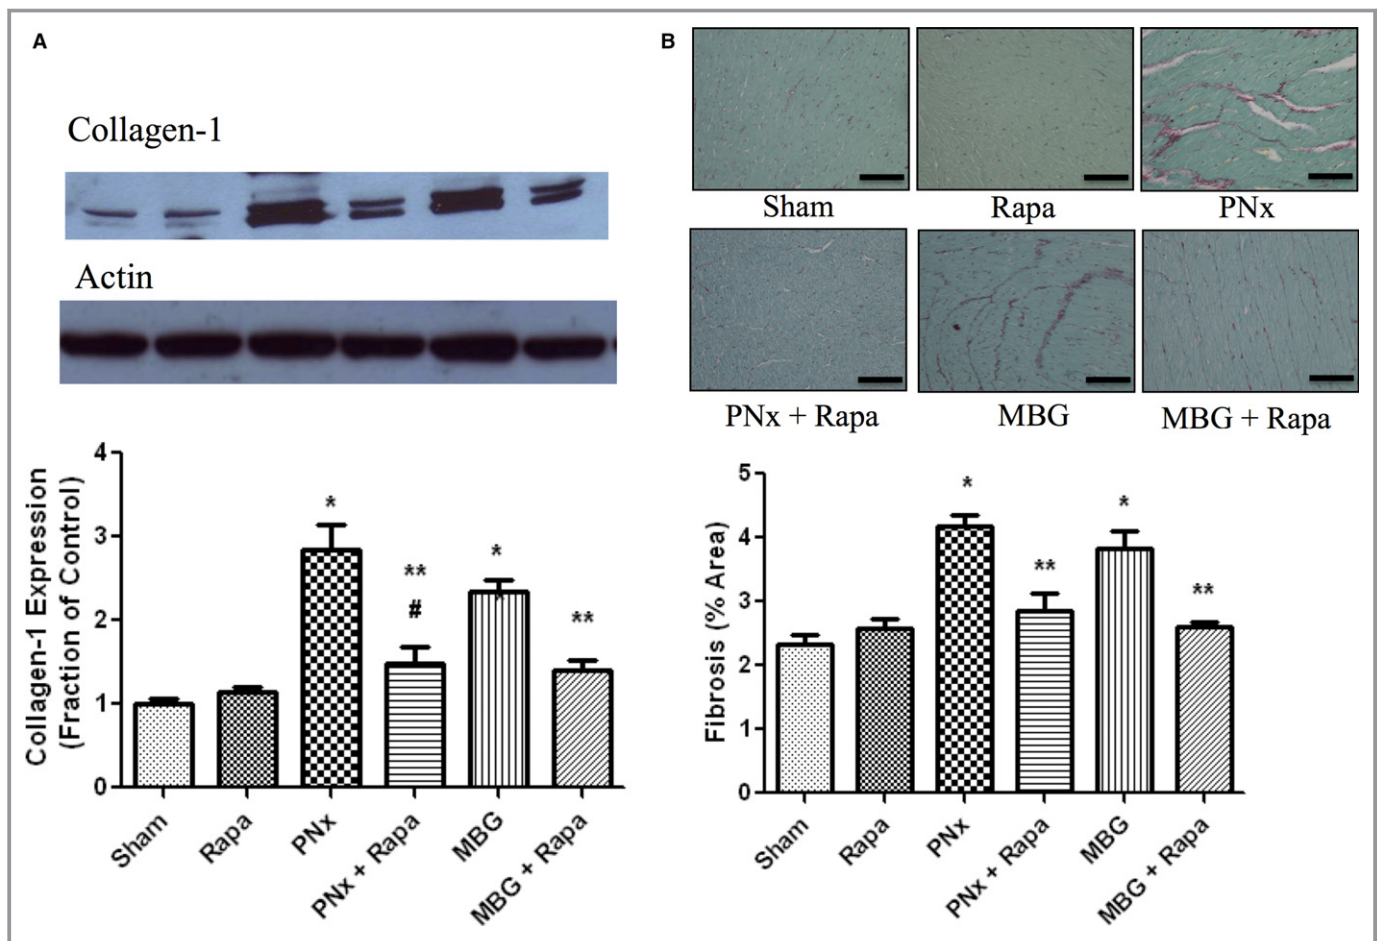 A
Collagen-1
Actin
Collagen-1 Expression
(Fraction of Control)
4
3
2
1
0
*
**
#
*
**
Sham
Rapa
PNx
PNx + Rapa
MBG
MBG + Rapa
B
Sham
Rapa
PNx
PNx + Rapa
MBG
MBG + Rapa
Fibrosis (% Area)
5
4
3
2
1
0
*
**
*
**
Sham
Rapa
PNx
PNx + Rapa
MBG
MBG + Rapa